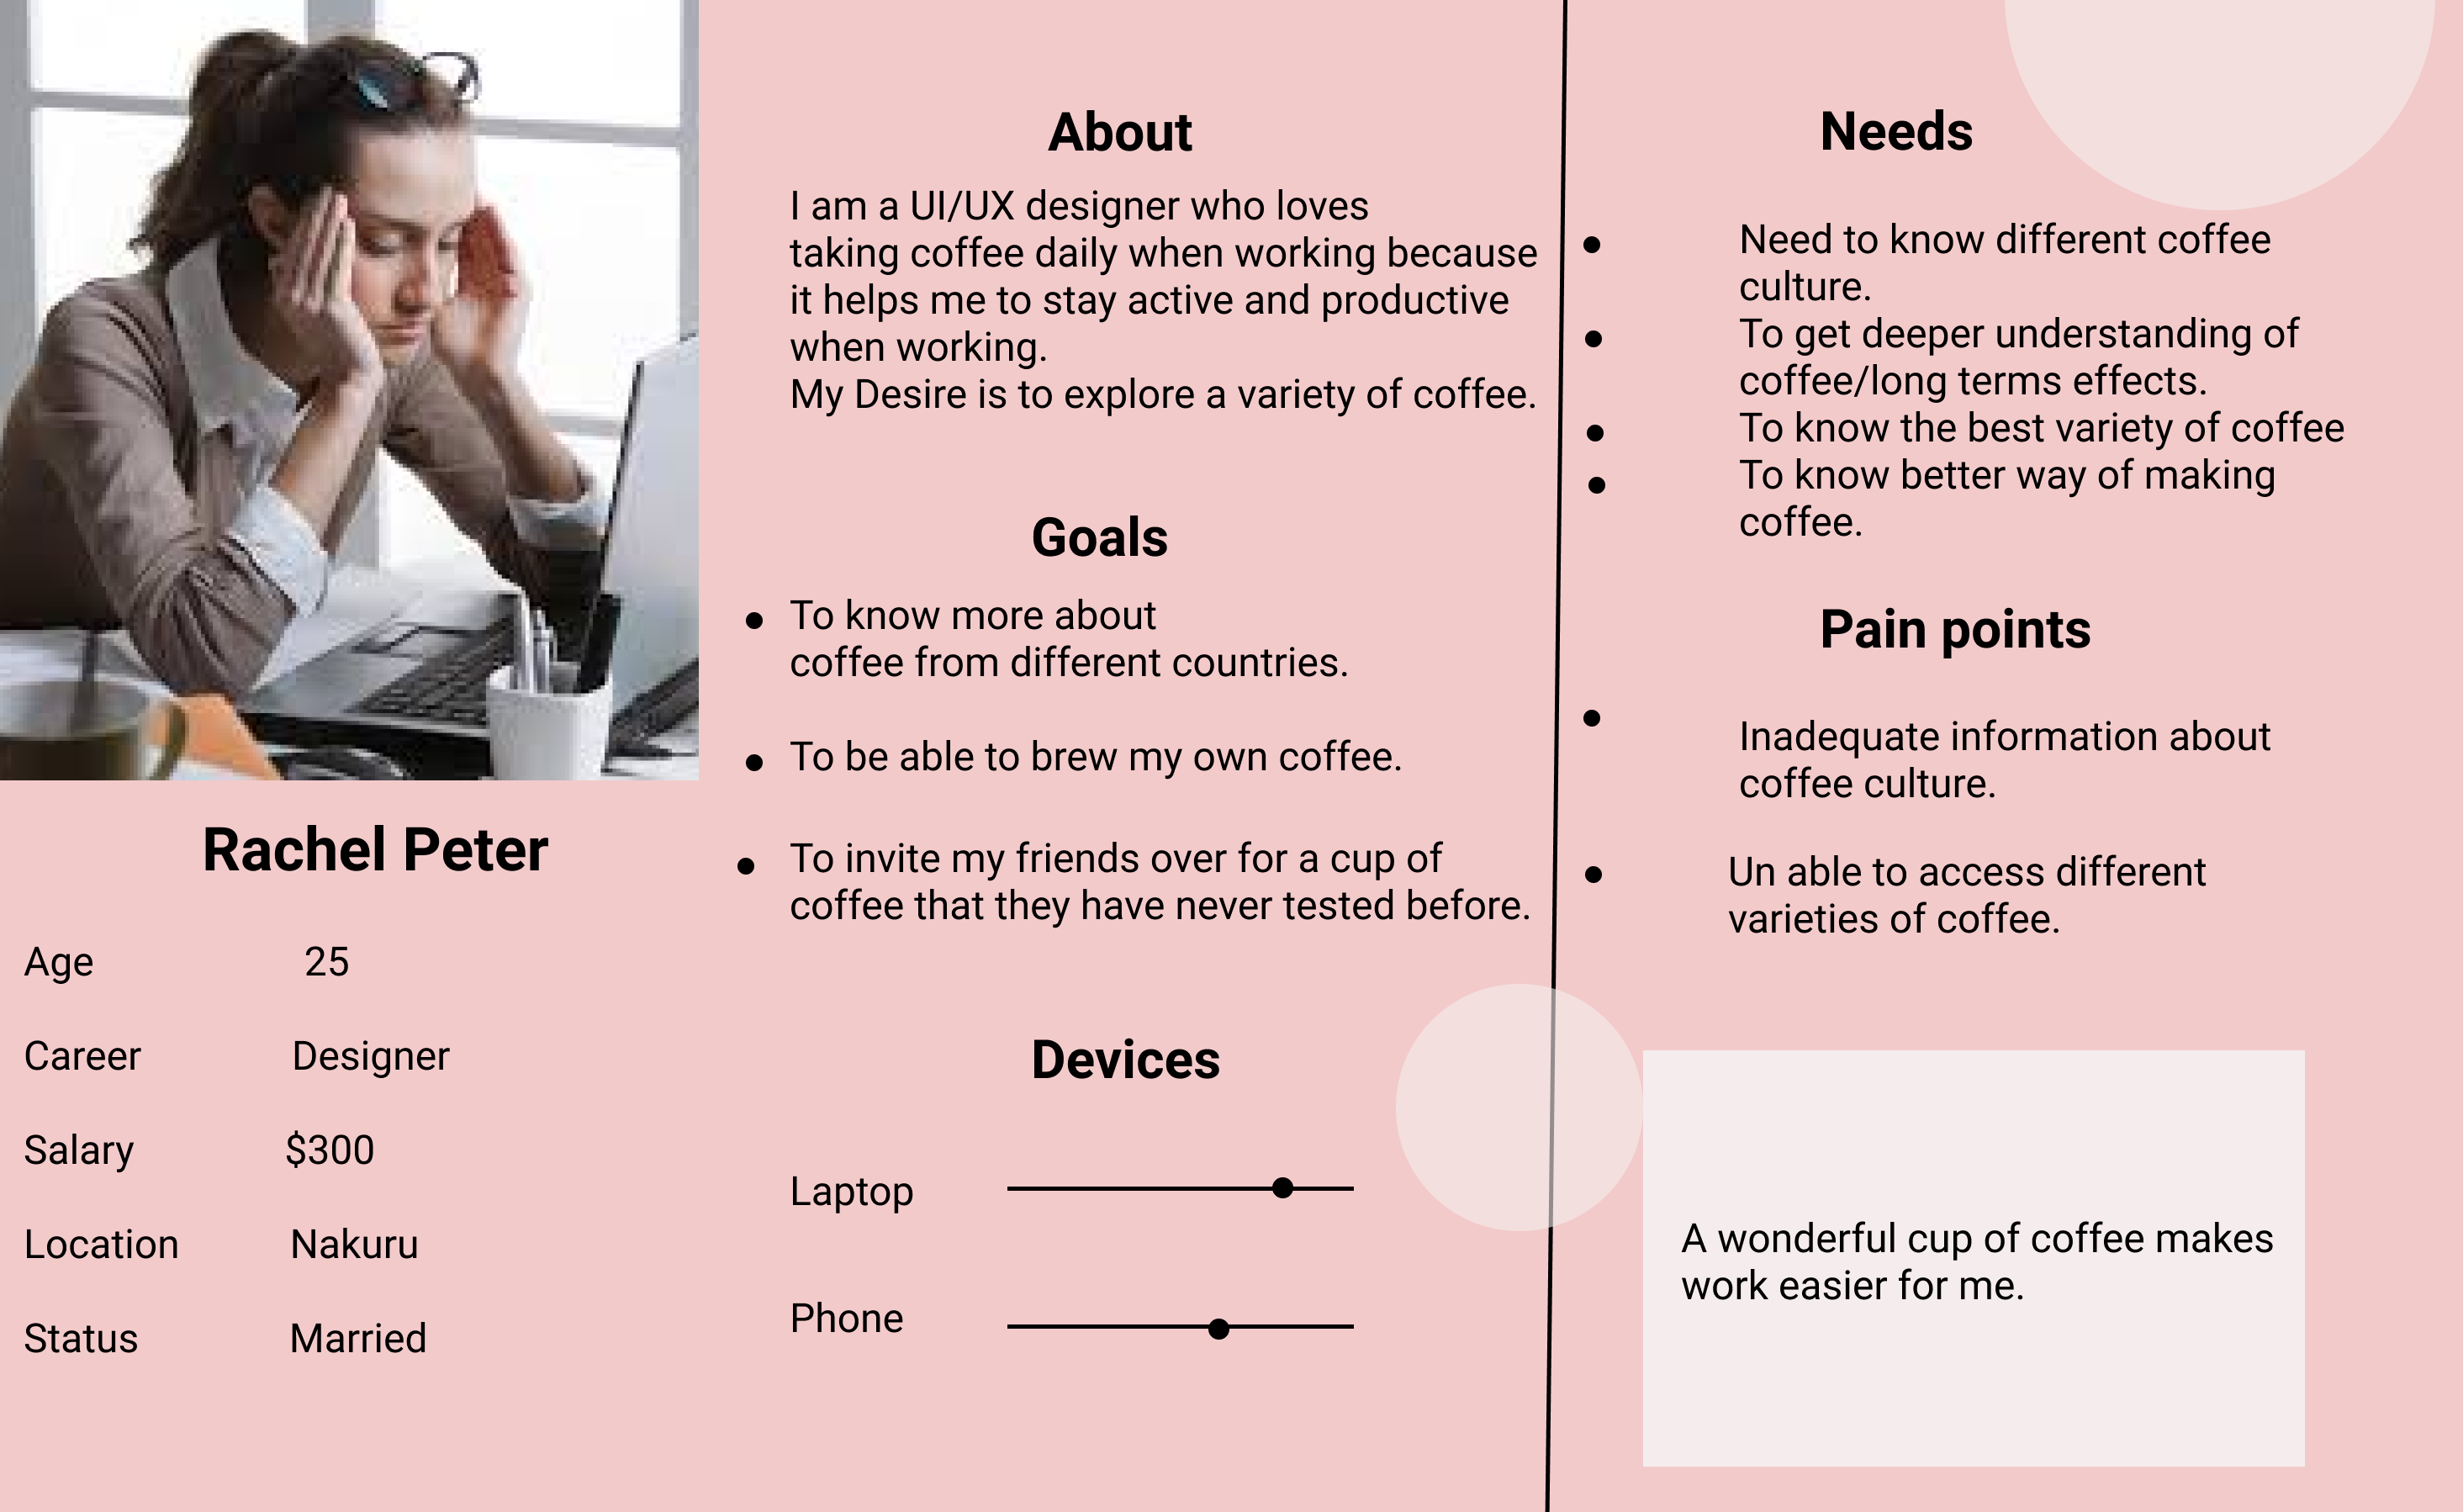 Rachel Peter
Age 25
Career Designer
Salary $300
Location Nakuru
Status Married
About
I am a UI/UX designer who loves
taking coffee daily when working because
it helps me to stay active and productive
when working.
My Desire is to explore a variety of coffee.
Goals
● To know more about
coffee from different countries.
● To be able to brew my own coffee.
● To invite my friends over for a cup of
coffee that they have never tested before.
Devices
Laptop
Phone
Needs
● Need to know different coffee
culture.
● To get deeper understanding of
coffee/long terms effects.
● To know the best variety of coffee
● To know better way of making
coffee.
Pain points
● Inadequate information about
coffee culture.
● Un able to access different
varieties of coffee.
A wonderful cup of coffee makes
work easier for me.